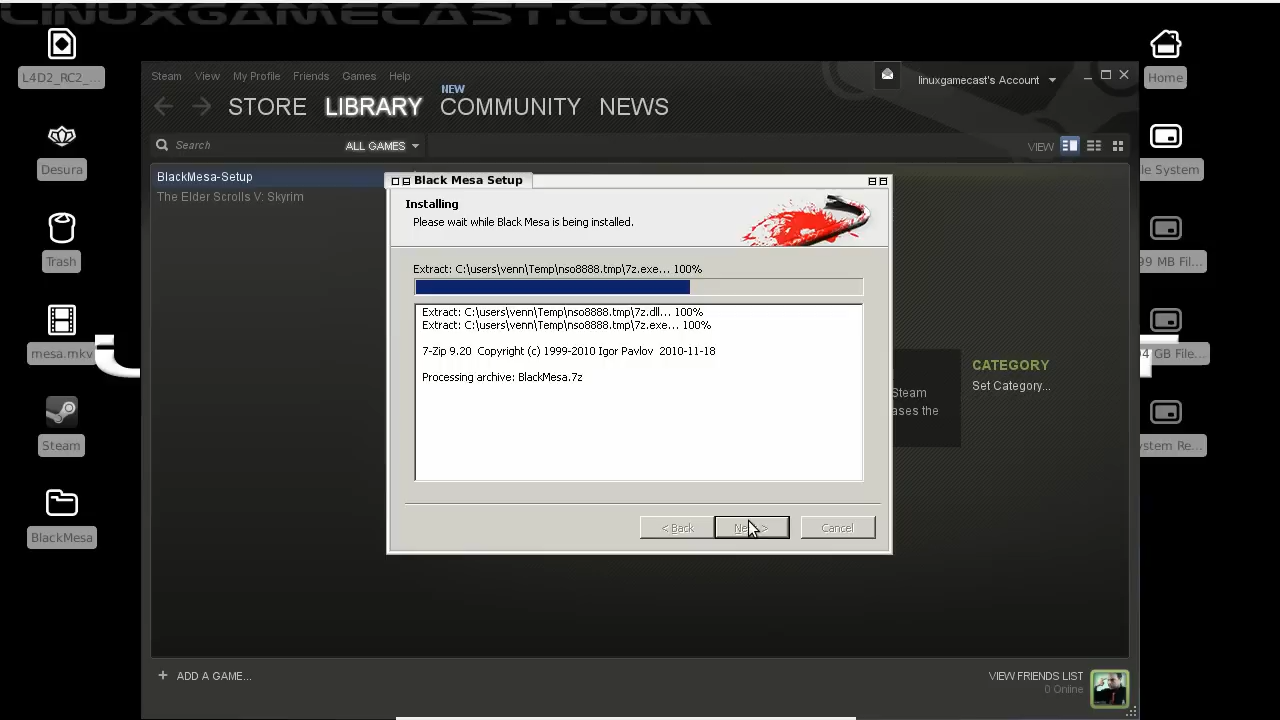 LINUXGAMECAST.COM
L4D2_RC2_...
Desura
Trash
mesa.mkv
Steam
BlackMesa
Steam View My Profile Friends Games Help
linuxgamecast's Account
STORE LIBRARY NEW COMMUNITY NEWS
Search
ALL GAMES
VIEW
BlackMesa-Setup
The Elder Scrolls V: Skyrim
Black Mesa Setup
Installing
Please wait while Black Mesa is being installed.
Extract: C:\users\venn\Temp\nso8888.tmp\7z.exe... 100%
Extract: C:\users\venn\Temp\nso8888.tmp\7z.dll... 100%
Extract: C:\users\venn\Temp\nso8888.tmp\7z.exe... 100%
7-Zip 9.20 Copyright (c) 1999-2010 Igor Pavlov 2010-11-18
Processing archive: BlackMesa.7z
< Back
Cancel
Steam
ases the
CATEGORY
Set Category...
+ ADD A GAME...
VIEW FRIENDS LIST
0 Online
Home
le System
99 MB Fil...
GB File...
stem Re...